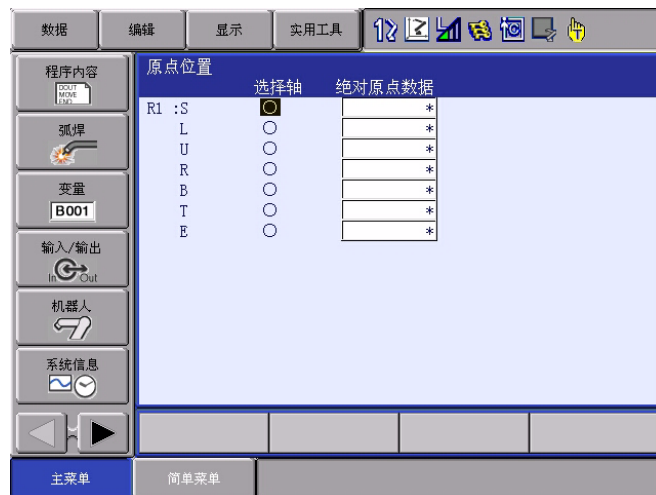 数据 编辑 显示 实用工具
程序内容
DOUT
MOVE
END
弧焊
变量
B001
输入/输出
In Out
机器人
系统信息
原点位置
选择轴 绝对原点数据
R1 :S *
L *
U *
R *
B *
T *
E *
主菜单 简单菜单